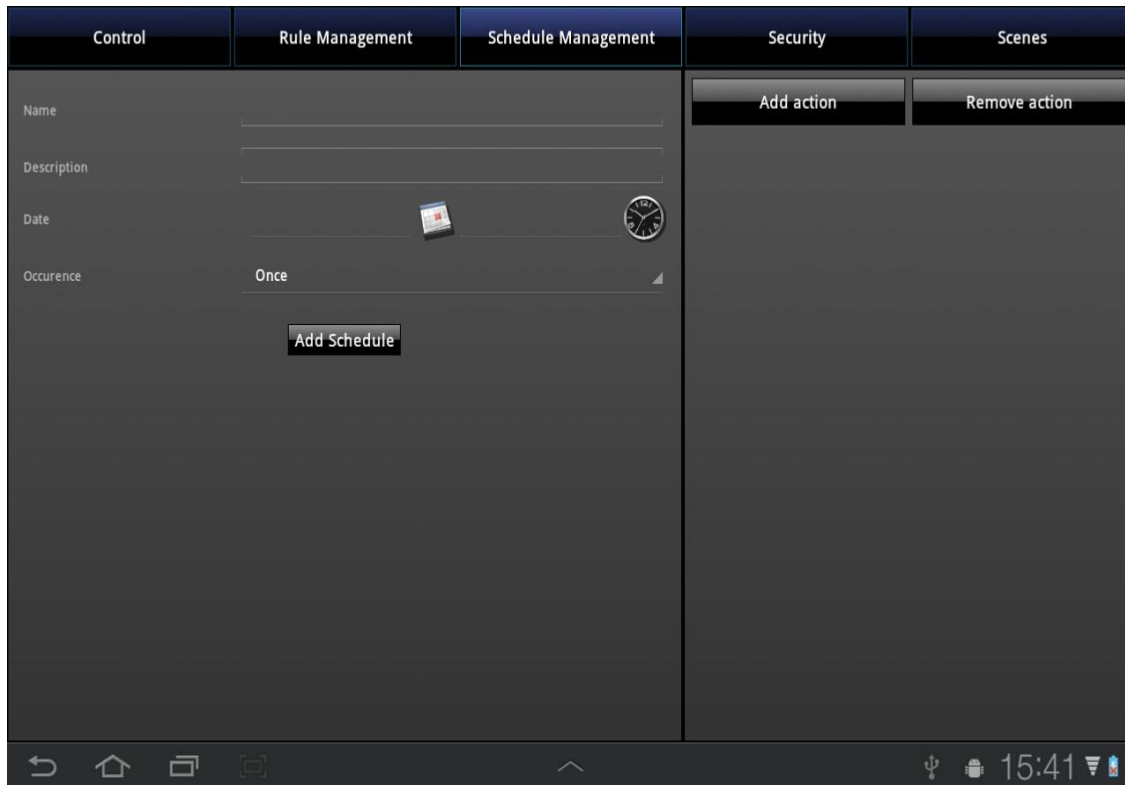 Control Rule Management Schedule Management Security Scenes
Add action Remove action
Name
Description
Date
Occurence Once
Add Schedule
15:41